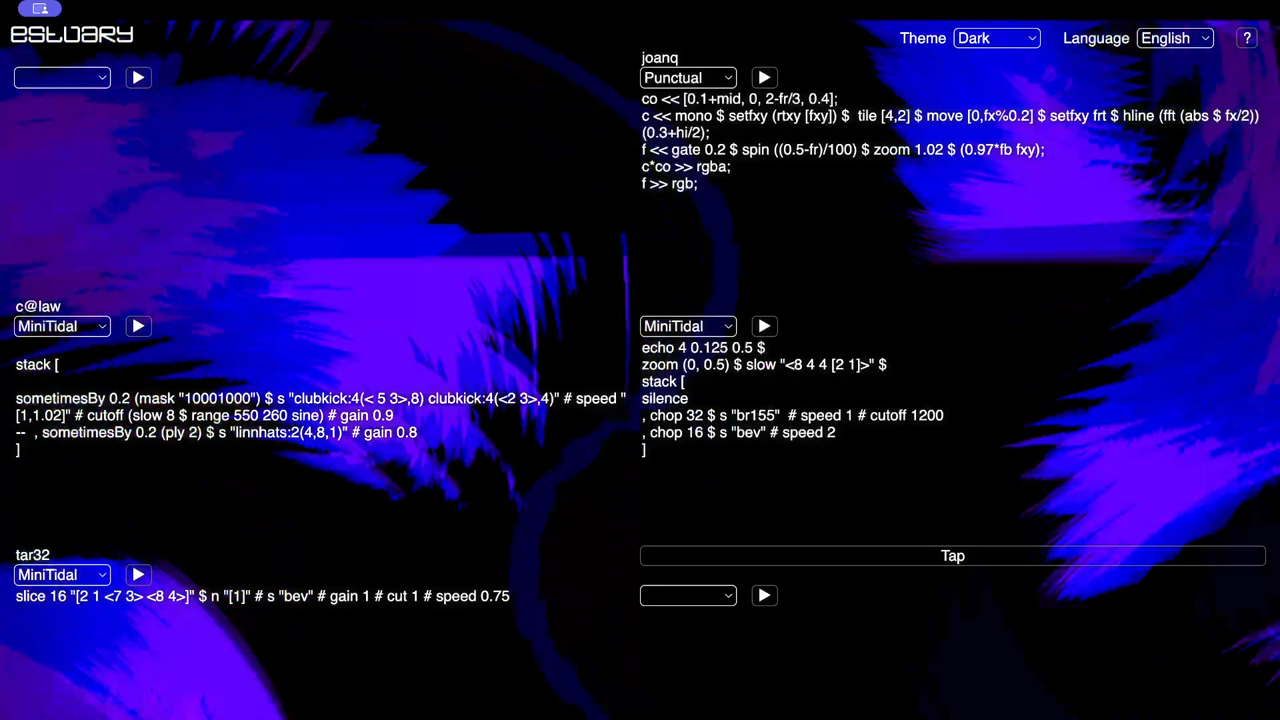 estuary
Theme Dark Language English ?
joanq
Punctual
co << [0.1+mid, 0, 2-fr/3, 0.4];
c << mono $ setfxy (rtxy [fxy]) $  tile [4,2] $ move [0,fx%0.2] $ setfxy frt $ hline (fft (abs $ fx/2))
(0.3+hi/2);
f << gate 0.2 $ spin ((0.5-fr)/100) $ zoom 1.02 $ (0.97*fb fxy);
c*co >> rgba;
f >> rgb;
c@law
MiniTidal
stack [
sometimesBy 0.2 (mask "10001000") $ s "clubkick:4(< 5 3>,8) clubkick:4(<2 3>,4)" # speed "
[1,1.02]" # cutoff (slow 8 $ range 550 260 sine) # gain 0.9
-- , sometimesBy 0.2 (ply 2) $ s "linnhats:2(4,8,1)" # gain 0.8
]
MiniTidal
echo 4 0.125 0.5 $
zoom (0, 0.5) $ slow "<8 4 4 [2 1]>" $
stack [
silence
, chop 32 $ s "br155"  # speed 1 # cutoff 1200
, chop 16 $ s "bev" # speed 2
]
tar32
MiniTidal
slice 16 "[2 1 <7 3> <8 4>]" $ n "[1]" # s "bev" # gain 1 # cut 1 # speed 0.75
Tap